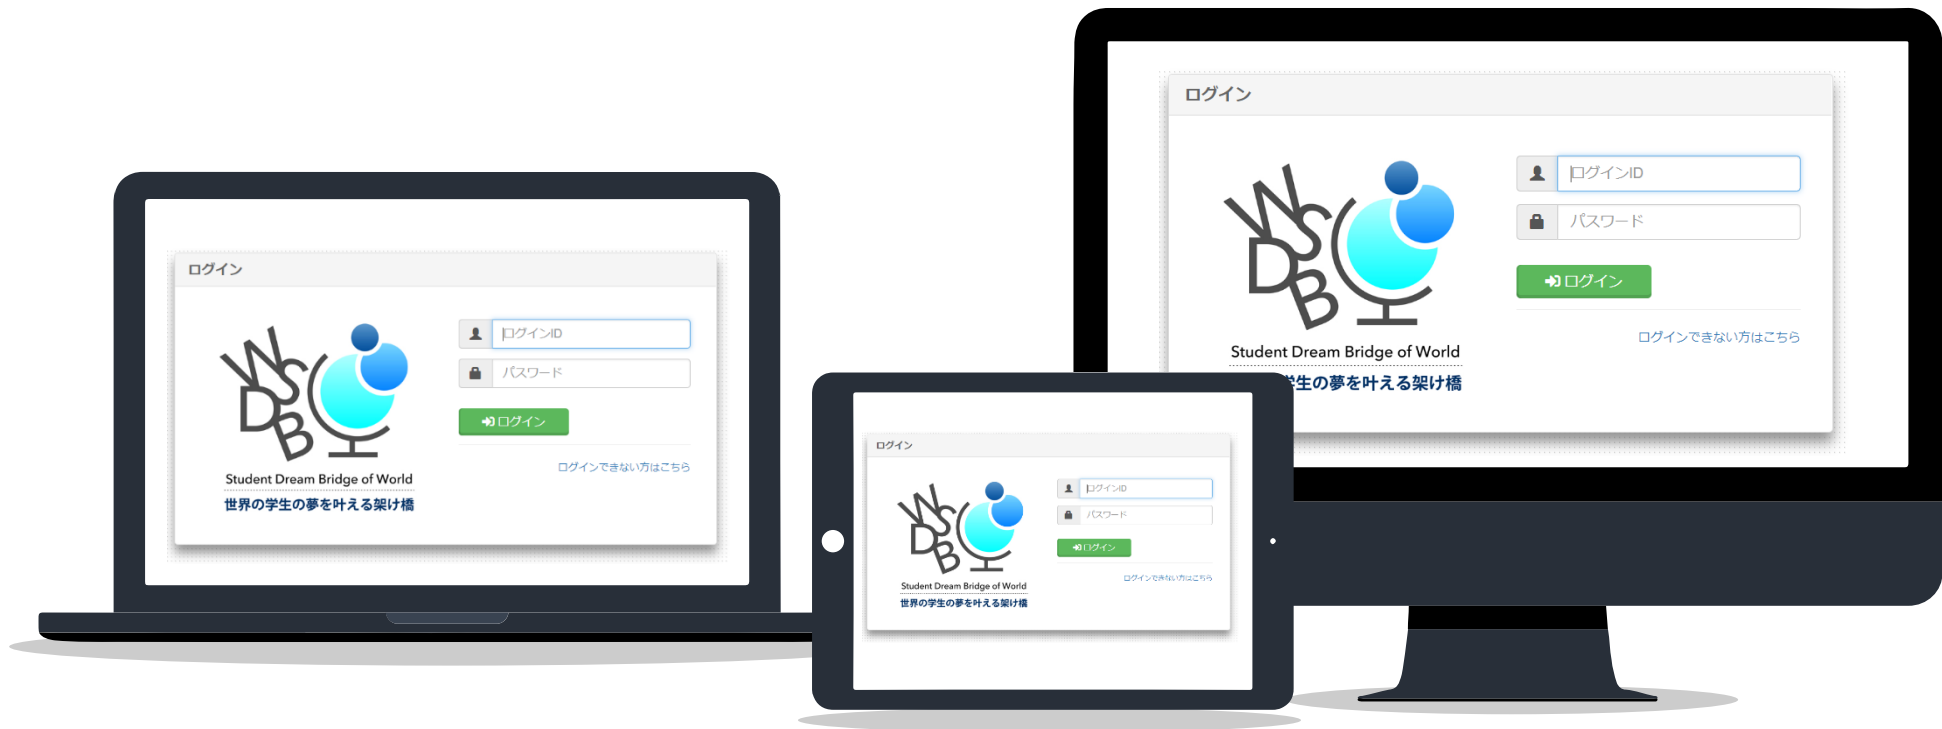 ログイン
WSDB
ログインID
パスワード
ログイン
ログインできない方はこちら
Student Dream Bridge of World
世界の学生の夢を叶える架け橋
ログイン
WSDB
ログインID
パスワード
ログイン
ログインできない方はこちら
Student Dream Bridge of World
世界の学生の夢を叶える架け橋
ログイン
WSDB
ログインID
パスワード
ログイン
ログインできない方はこちら
Student Dream Bridge of World
学生の夢を叶える架け橋